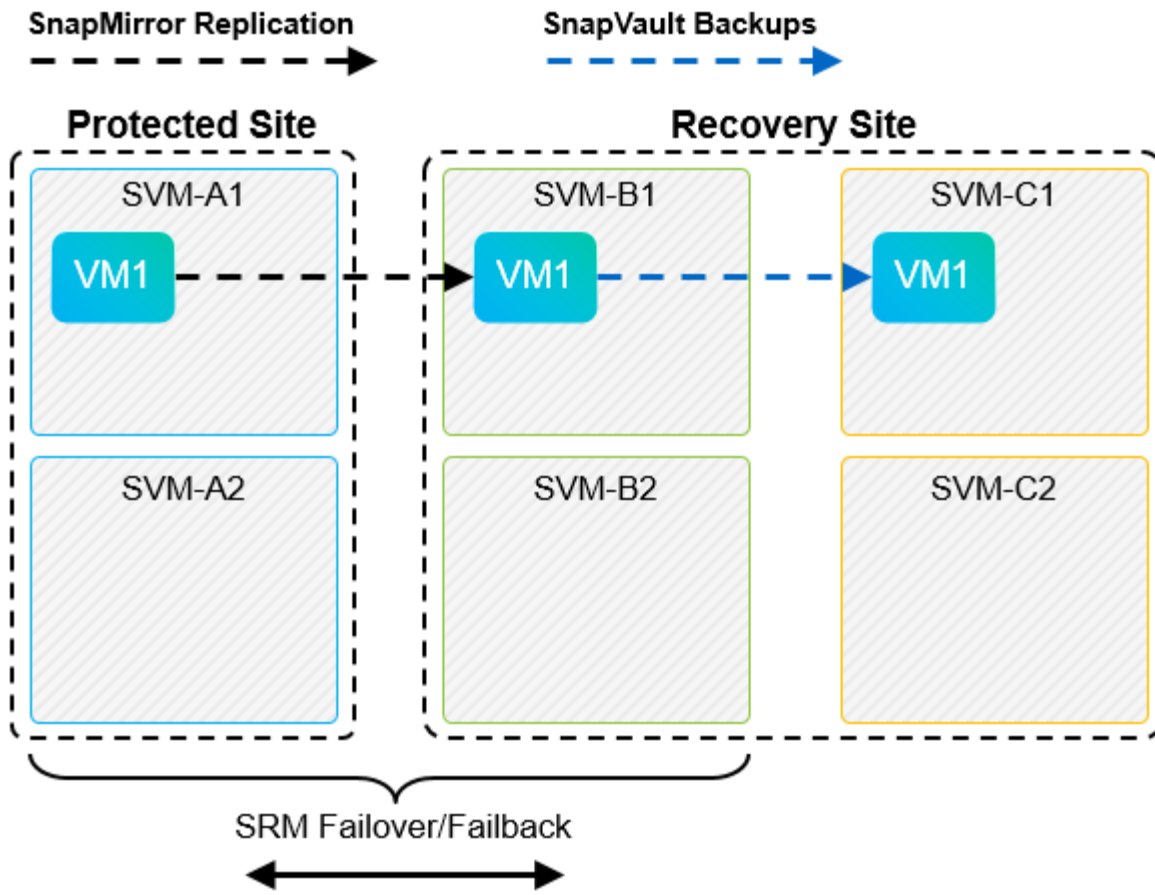 SnapMirror Replication
SnapVault Backups
Protected Site
Recovery Site
SVM-A1
SVM-B1
SVM-C1
VM1
VM1
VM1
SVM-A2
SVM-B2
SVM-C2
SRM Failover/Failback